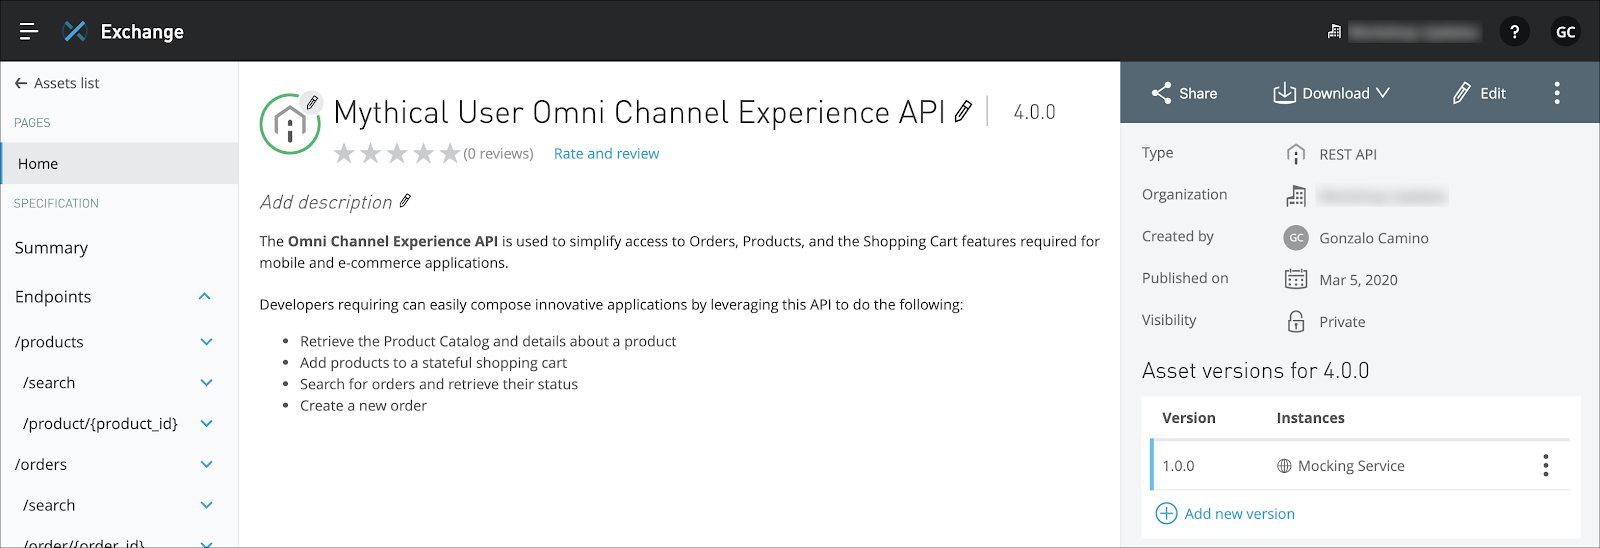 Exchange
?
GC
Assets list
PAGES
Home
SPECIFICATION
Summary
Endpoints
/products
/search
/product/{product_id}
/orders
/search
/order/{order_id}
Mythical User Omni Channel Experience API
4.0.0
(0 reviews) Rate and review
Add description
The Omni Channel Experience API is used to simplify access to Orders, Products, and the Shopping Cart features required for
mobile and e-commerce applications.
Developers requiring can easily compose innovative applications by leveraging this API to do the following:
• Retrieve the Product Catalog and details about a product
• Add products to a stateful shopping cart
• Search for orders and retrieve their status
• Create a new order
Share Download Edit
Type REST API
Organization
Created by GC Gonzalo Camino
Published on Mar 5, 2020
Visibility Private
Asset versions for 4.0.0
Version Instances
1.0.0 Mocking Service
Add new version